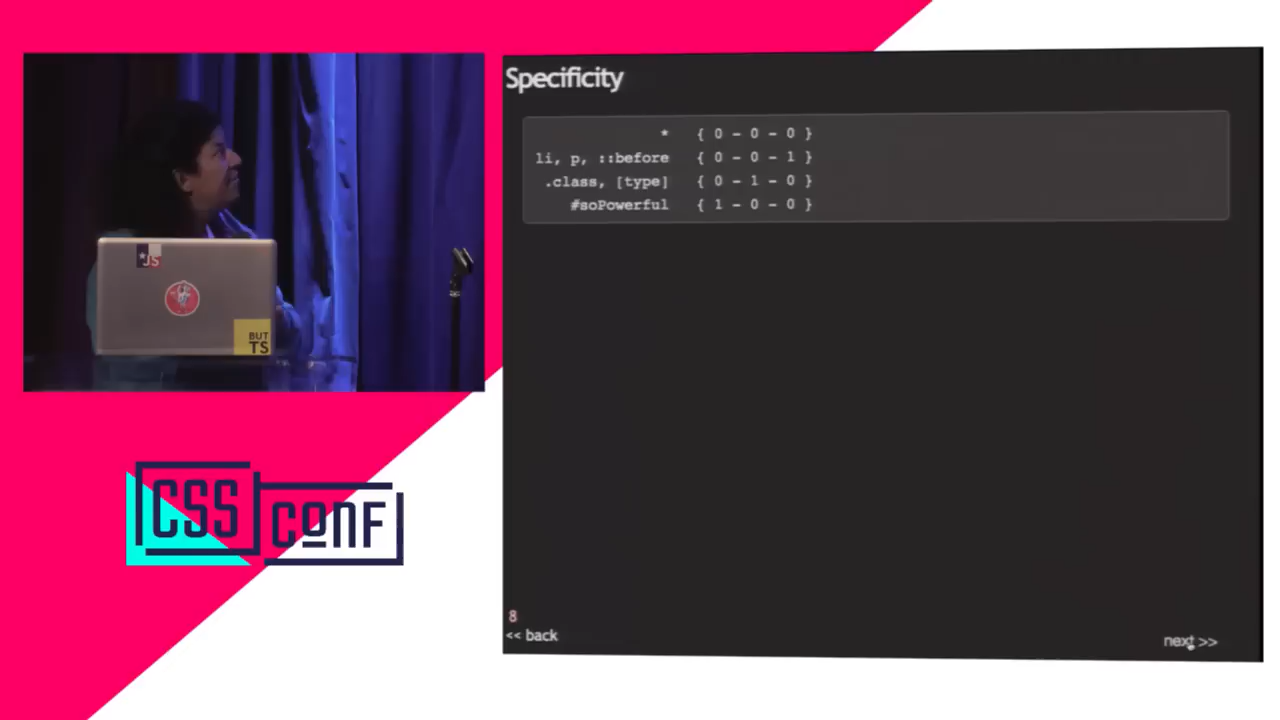 Specificity
* { 0 - 0 - 0 }
li, p, ::before { 0 - 0 - 1 }
.class, [type] { 0 - 1 - 0 }
#soPowerful { 1 - 0 - 0 }
8
<< back
next >>
*JS
BUT
TS
CSS
CONF